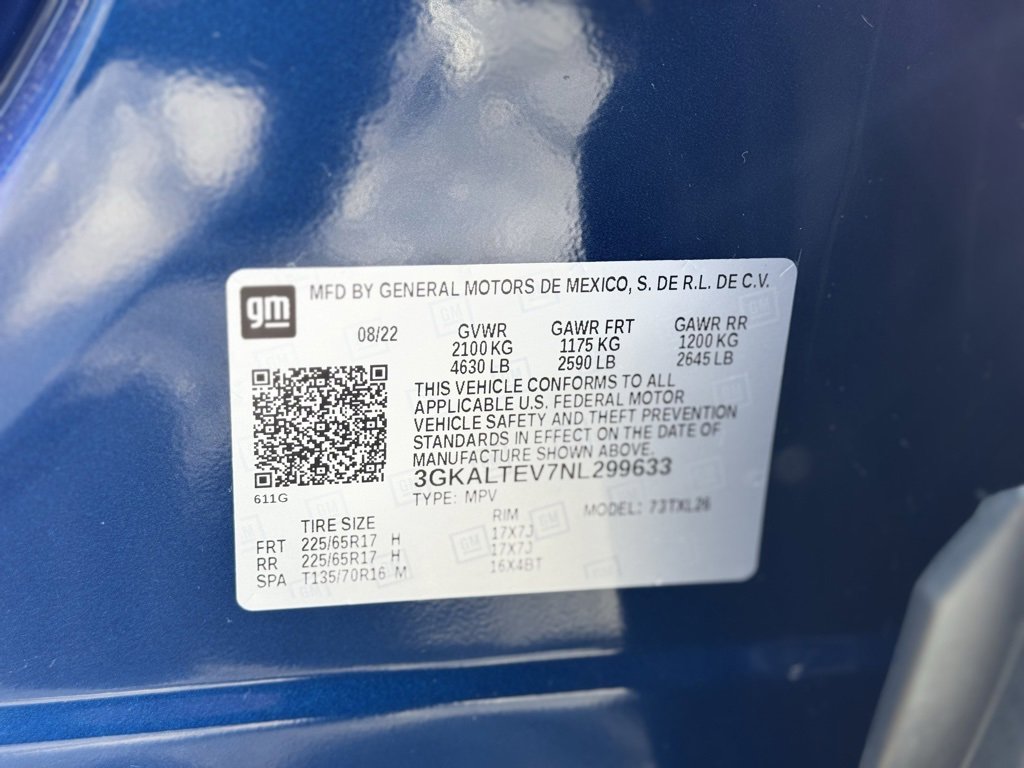 gm
MFD BY GENERAL MOTORS DE MEXICO, S. DE R.L. DE C.V.
08/22 GVWR GAWR FRT GAWR RR
2100 KG 1175 KG 1200 KG
4630 LB 2590 LB 2645 LB
THIS VEHICLE CONFORMS TO ALL
APPLICABLE U.S. FEDERAL MOTOR
VEHICLE SAFETY AND THEFT PREVENTION
STANDARDS IN EFFECT ON THE DATE OF
MANUFACTURE SHOWN ABOVE.
3GKALTEV7NL299633
611G
TYPE: MPV MODEL: 73TXL26
TIRE SIZE RIM
FRT 225/65R17 H 17X7J
RR 225/65R17 H 17X7J
SPA T135/70R16 M 16X4BT